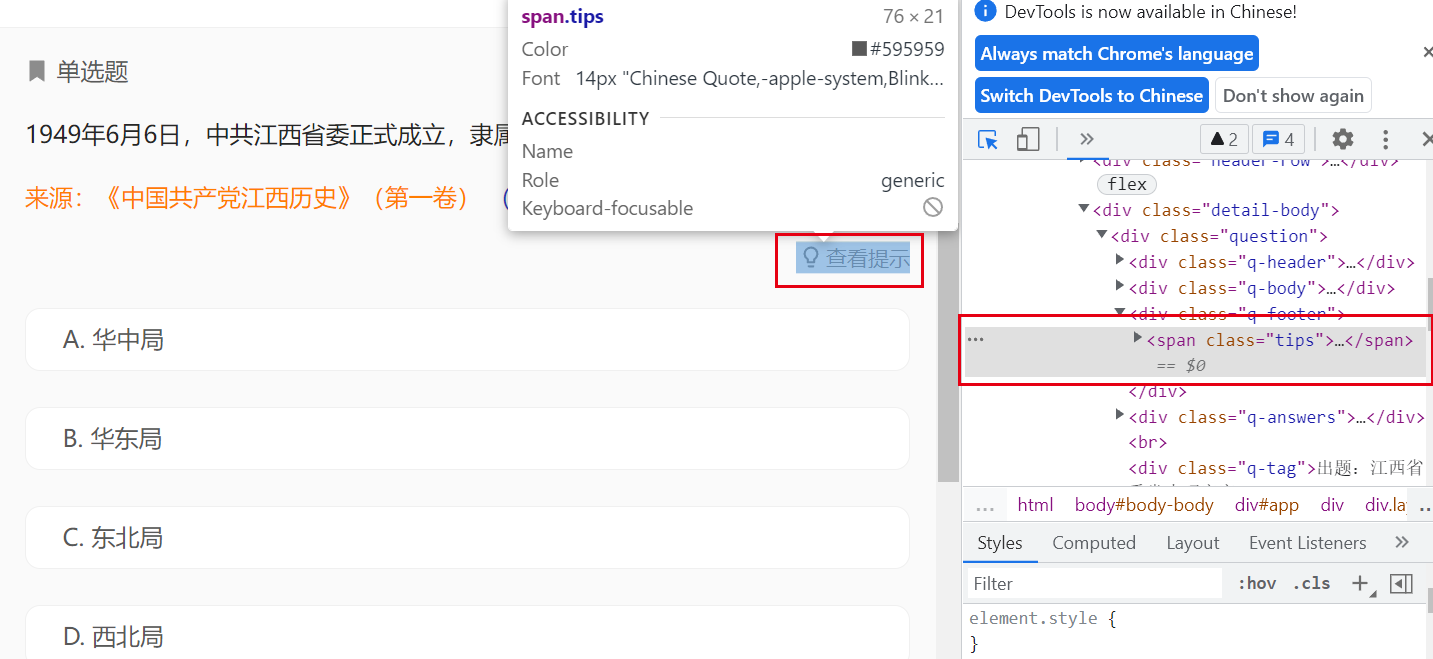 单选题
1949年6月6日，中共江西省委正式成立，隶属
来源：《中国共产党江西历史》（第一卷）（
查看提示
A. 华中局
B. 华东局
C. 东北局
D. 西北局
span.tips 76 × 21
Color #595959
Font 14px "Chinese Quote,-apple-system,Blink...
ACCESSIBILITY
Name
Role generic
Keyboard-focusable
DevTools is now available in Chinese!
Always match Chrome's language
Switch DevTools to Chinese Don't show again
2 4
<div class="header-row">…</div>
flex
<div class="detail-body">
<div class="question">
<div class="q-header">…</div>
<div class="q-body">…</div>
<div class="q-footer">
<span class="tips">…</span>
== $0
</div>
<div class="q-answers">…</div>
<br>
<div class="q-tag">出题：江西省
... html body#body-body div#app div div.lay ..
Styles Computed Layout Event Listeners
Filter :hov .cls
element.style {
}